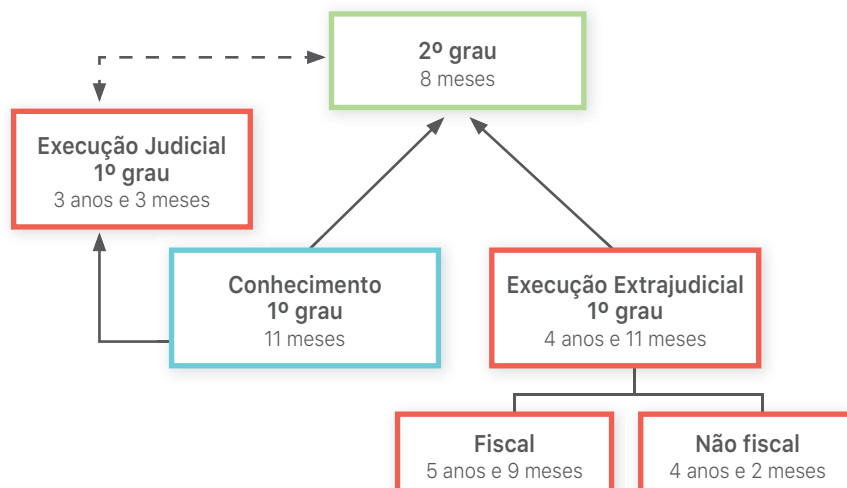 2º grau
8 meses
Execução Judicial
1º grau
3 anos e 3 meses
Conhecimento
1º grau
11 meses
Execução Extrajudicial
1º grau
4 anos e 11 meses
Fiscal
5 anos e 9 meses
Não fiscal
4 anos e 2 meses